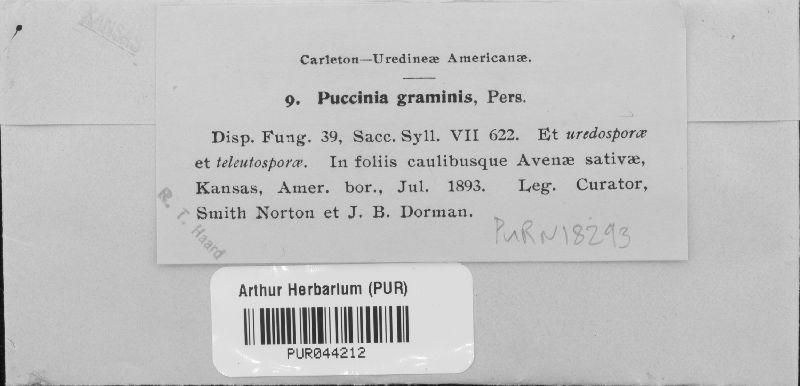 KANSAS
Carleton—Uredineæ Americanæ.
9. Puccinia graminis, Pers.
Disp. Fung. 39, Sacc. Syll. VII 622. Et uredosporæ
et teleutosporæ. In foliis caulibusque Avenæ sativæ,
Kansas, Amer. bor., Jul. 1893. Leg. Curator,
Smith Norton et J. B. Dorman.
R. T. Haard
PURN18293
Arthur Herbarium (PUR)
PUR044212